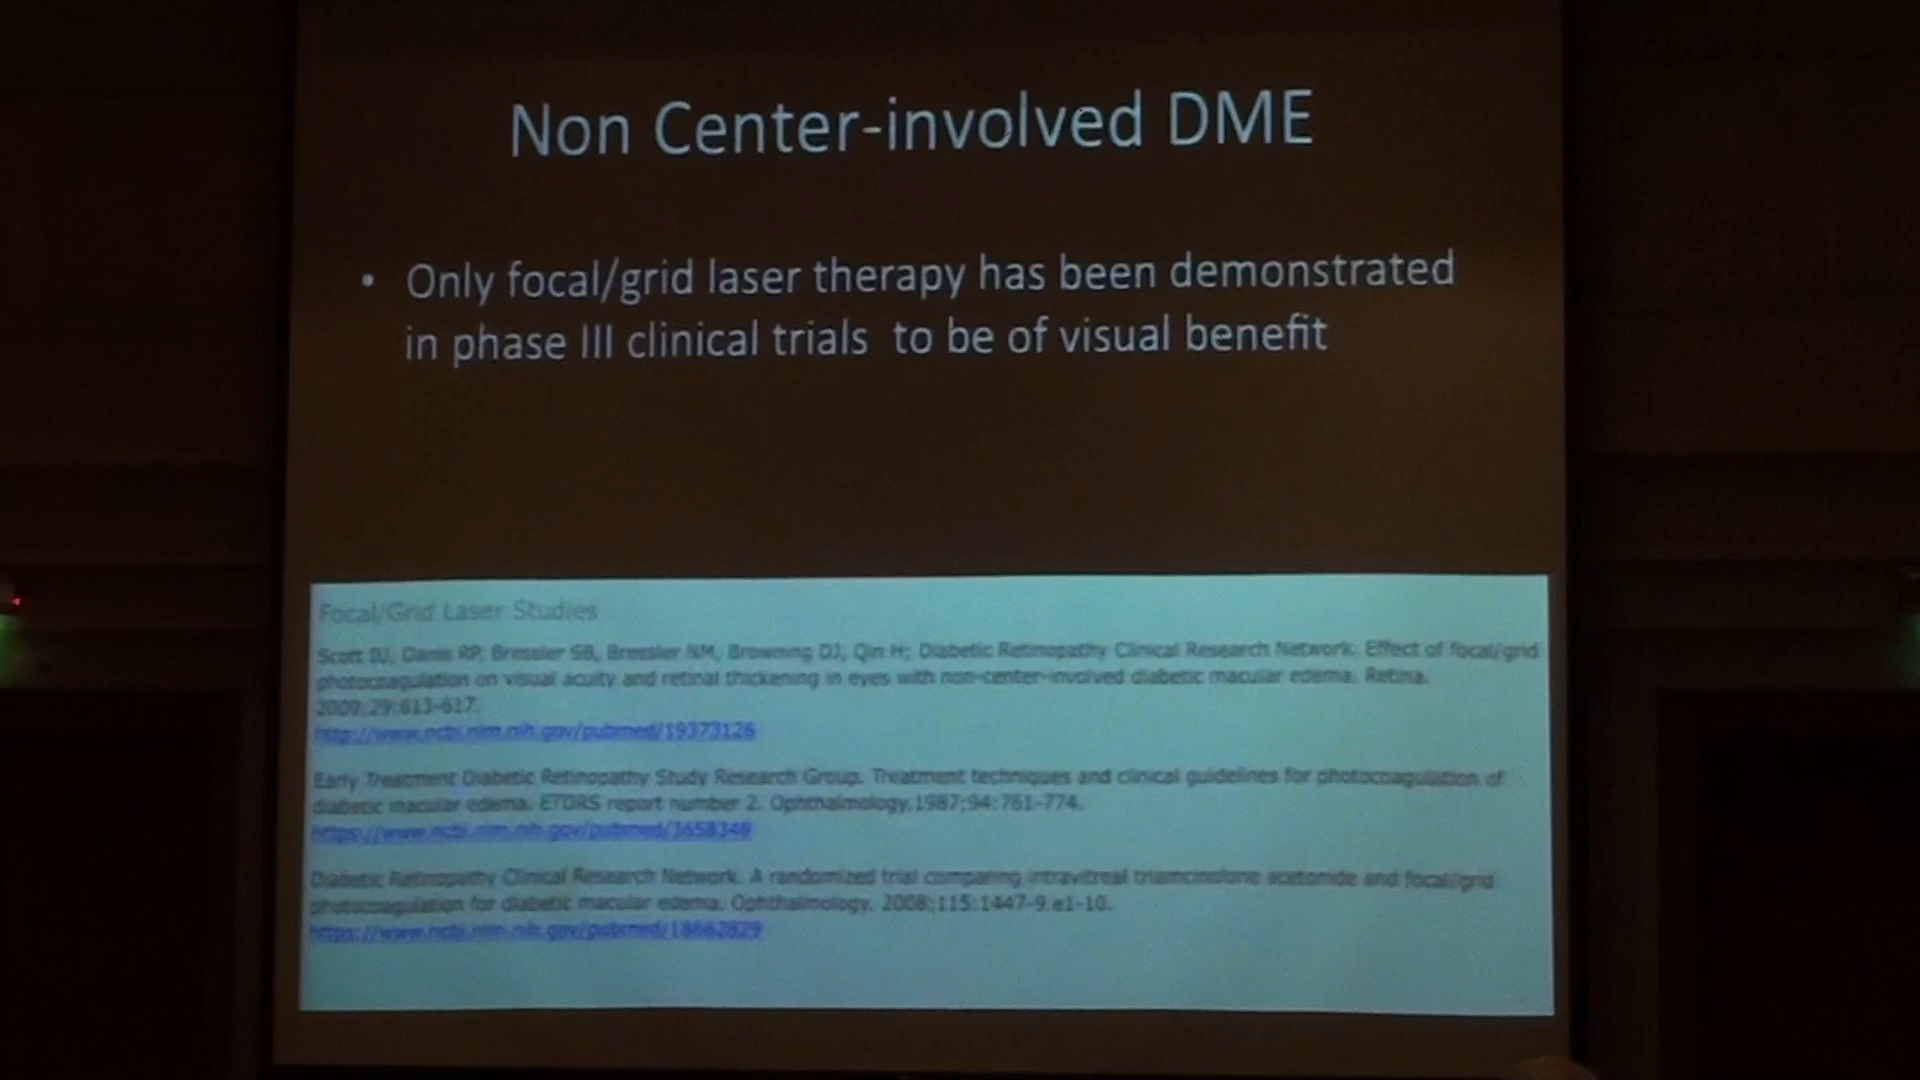 Non Center-involved DME
• Only focal/grid laser therapy has been demonstrated
in phase III clinical trials to be of visual benefit
Focal/Grid Laser Studies
Scott IU, Danis RP, Bressler SB, Bressler NM, Browning DJ, Qin H; Diabetic Retinopathy Clinical Research Network. Effect of focal/grid
photocoagulation on visual acuity and retinal thickening in eyes with non-center-involved diabetic macular edema. Retina.
2009;29:613-617.
http://www.ncbi.nlm.nih.gov/pubmed/19373126
Early Treatment Diabetic Retinopathy Study Research Group. Treatment techniques and clinical guidelines for photocoagulation of
diabetic macular edema. ETDRS report number 2. Ophthalmology.1987;94:761-774.
https://www.ncbi.nlm.nih.gov/pubmed/3658348
Diabetic Retinopathy Clinical Research Network. A randomized trial comparing intravitreal triamcinolone acetonide and focal/grid
photocoagulation for diabetic macular edema. Ophthalmology. 2008;115:1447-9.e1-10.
https://www.ncbi.nlm.nih.gov/pubmed/18662829